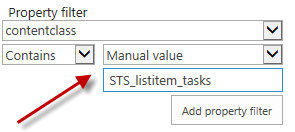 Property filter
contentclass
Contains Manual value
STS_listitem_tasks
Add property filter